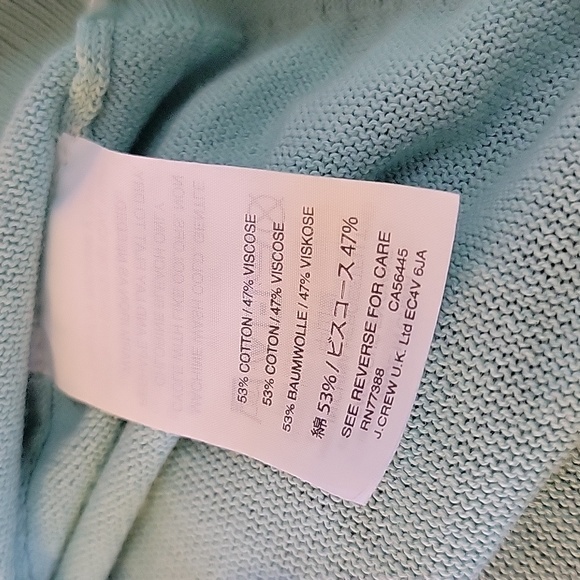 53% COTTON / 47% VISCOSE
53% COTON / 47% VISCOSE
53% BAUMWOLLE / 47% VISKOSE
綿 53% / ビスコース 47%
SEE REVERSE FOR CARE
RN77388 CA56445
J.CREW U.K. Ltd EC4V 6JA